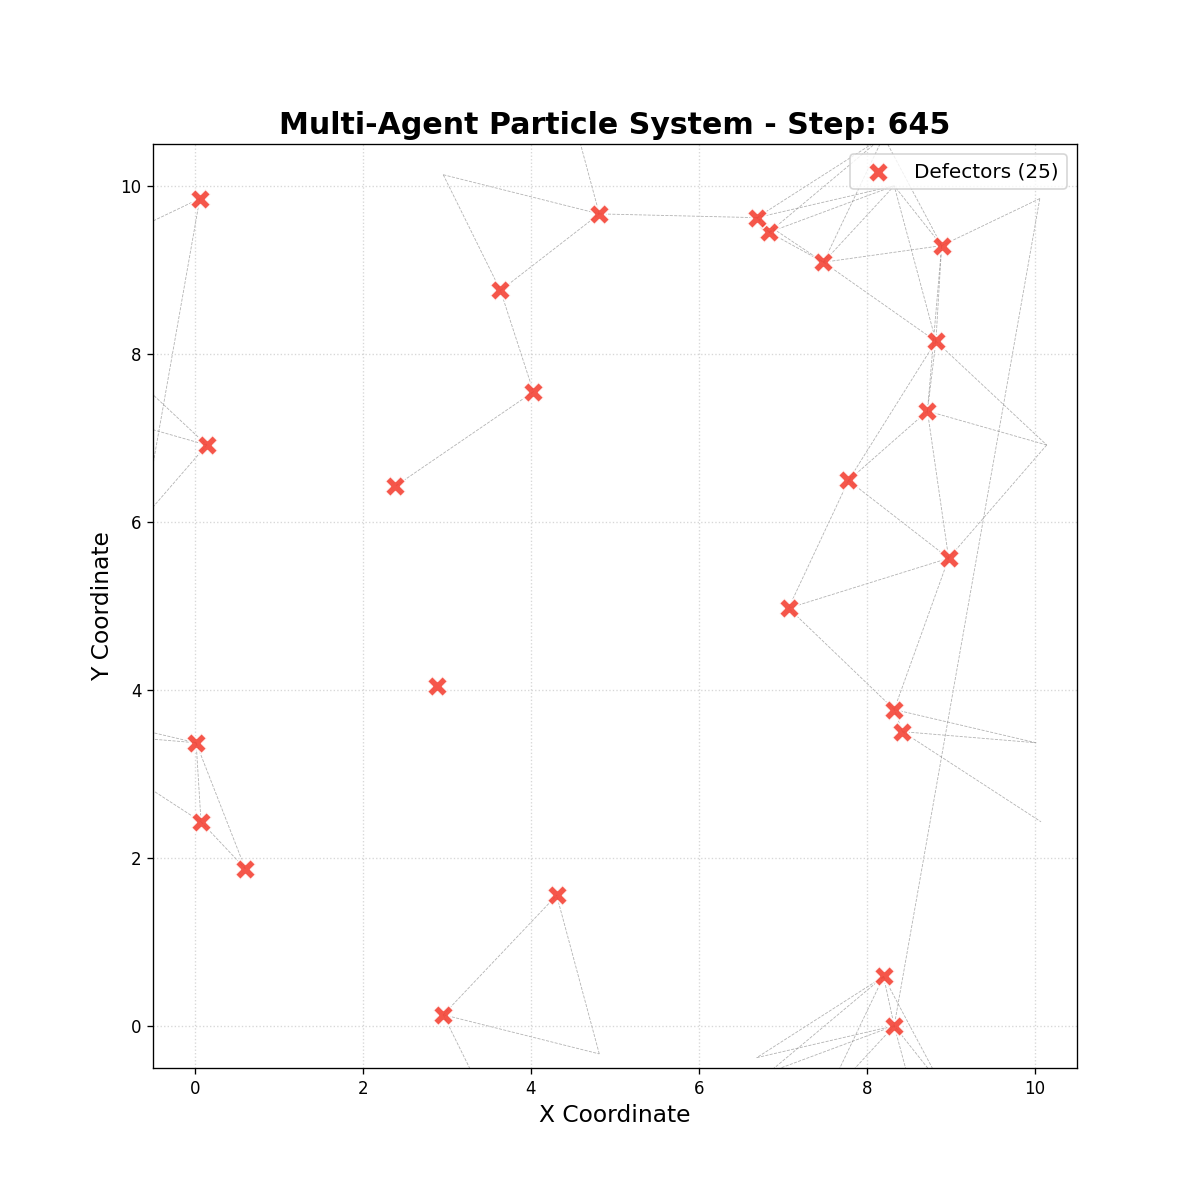 Multi-Agent Particle System - Step: 645
Defectors (25)
10
8
6
4
2
0
Y Coordinate
0 2 4 6 8 10
X Coordinate